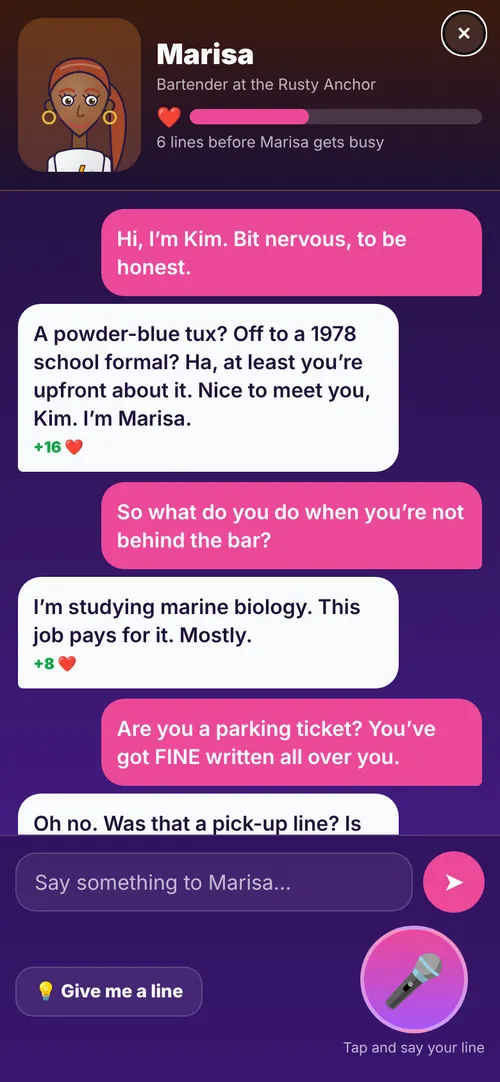 Marisa
Bartender at the Rusty Anchor
6 lines before Marisa gets busy
Hi, I’m Kim. Bit nervous, to be
honest.
A powder-blue tux? Off to a 1978
school formal? Ha, at least you’re
upfront about it. Nice to meet you,
Kim. I’m Marisa.
+16 ❤️
So what do you do when you’re not
behind the bar?
I’m studying marine biology. This
job pays for it. Mostly.
+8 ❤️
Are you a parking ticket? You’ve
got FINE written all over you.
Oh no. Was that a pick-up line? Is
Say something to Marisa...
💡 Give me a line
Tap and say your line